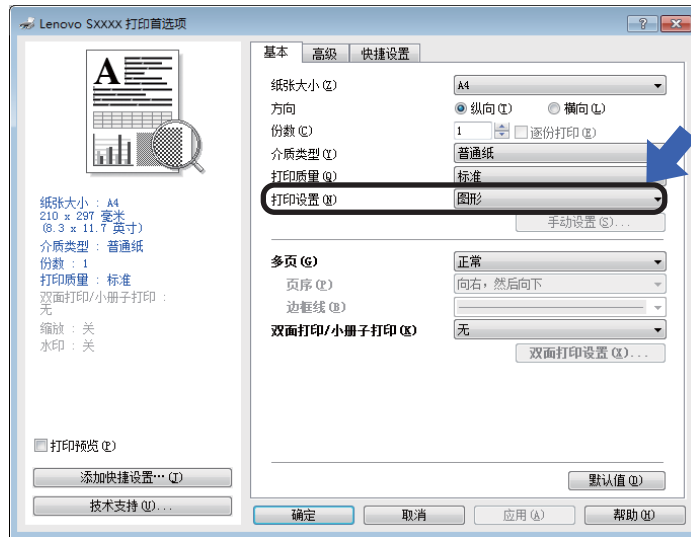 Lenovo SXXXX 打印首选项
基本 高级 快捷设置
A
纸张大小(Z) A4
方向 纵向(T) 横向(L)
份数(C) 1 逐份打印(E)
介质类型(Y) 普通纸
打印质量(Q) 标准
打印设置(N) 图形
手动设置(S)...
多页(G) 正常
页序(P) 向右，然后向下
边框线(B)
双面打印/小册子打印(K) 无
双面打印设置(X)...
纸张大小 : A4
210 x 297 毫米
(8.3 x 11.7 英寸)
介质类型 : 普通纸
份数 : 1
打印质量 : 标准
双面打印/小册子打印 :
无
缩放 : 关
水印 : 关
打印预览(P)
添加快捷设置…(I)
技术支持(U)...
默认值(D)
确定 取消 应用(A) 帮助(H)